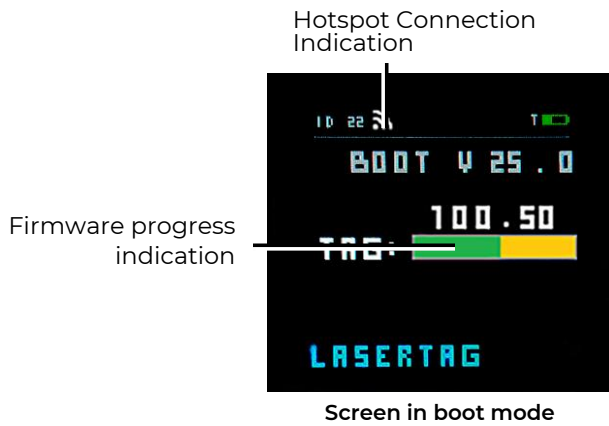 Hotspot Connection
Indication
ID 22
T
BOOT V 25.0
100.50
Firmware progress
indication
TAG:
LASERTAG
Screen in boot mode